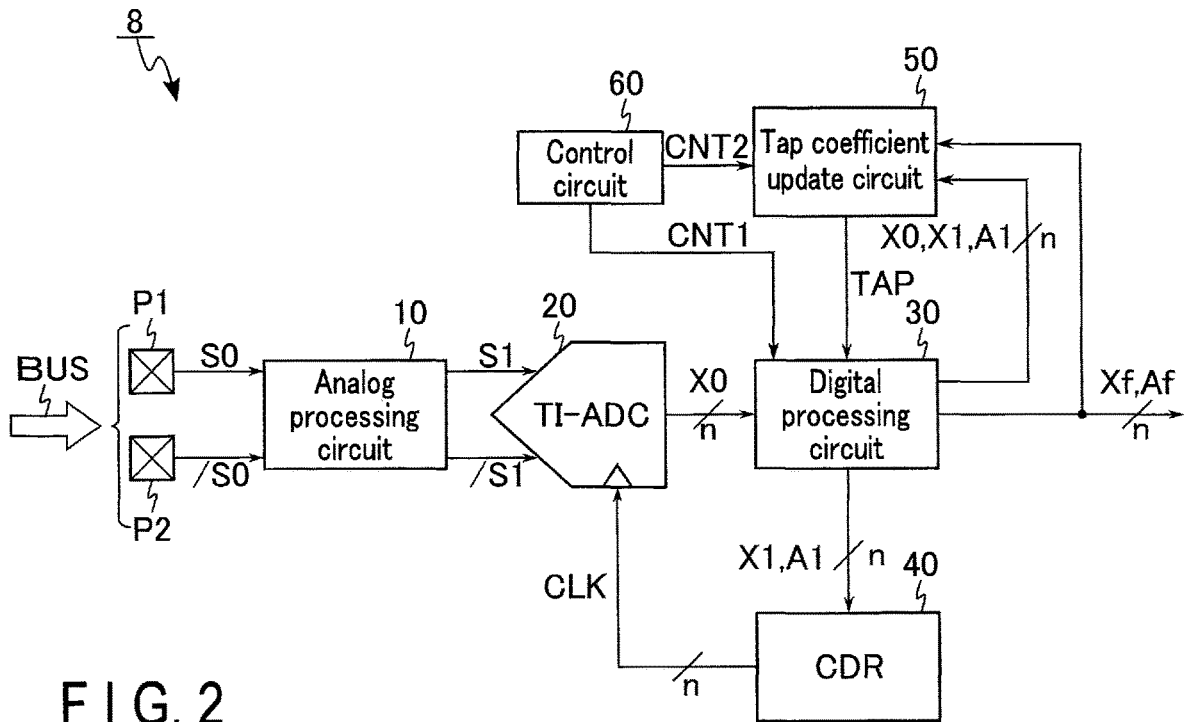 8
60
50
Control
circuit
CNT2
Tap coefficient
update circuit
CNT1
X0,X1,A1
n
TAP
P1
10
20
30
BUS
S0
S1
X0
Xf,Af
Analog
processing
circuit
TI-ADC
n
Digital
processing
circuit
n
/S0
/S1
P2
X1,A1
n
40
CLK
n
CDR
FIG. 2